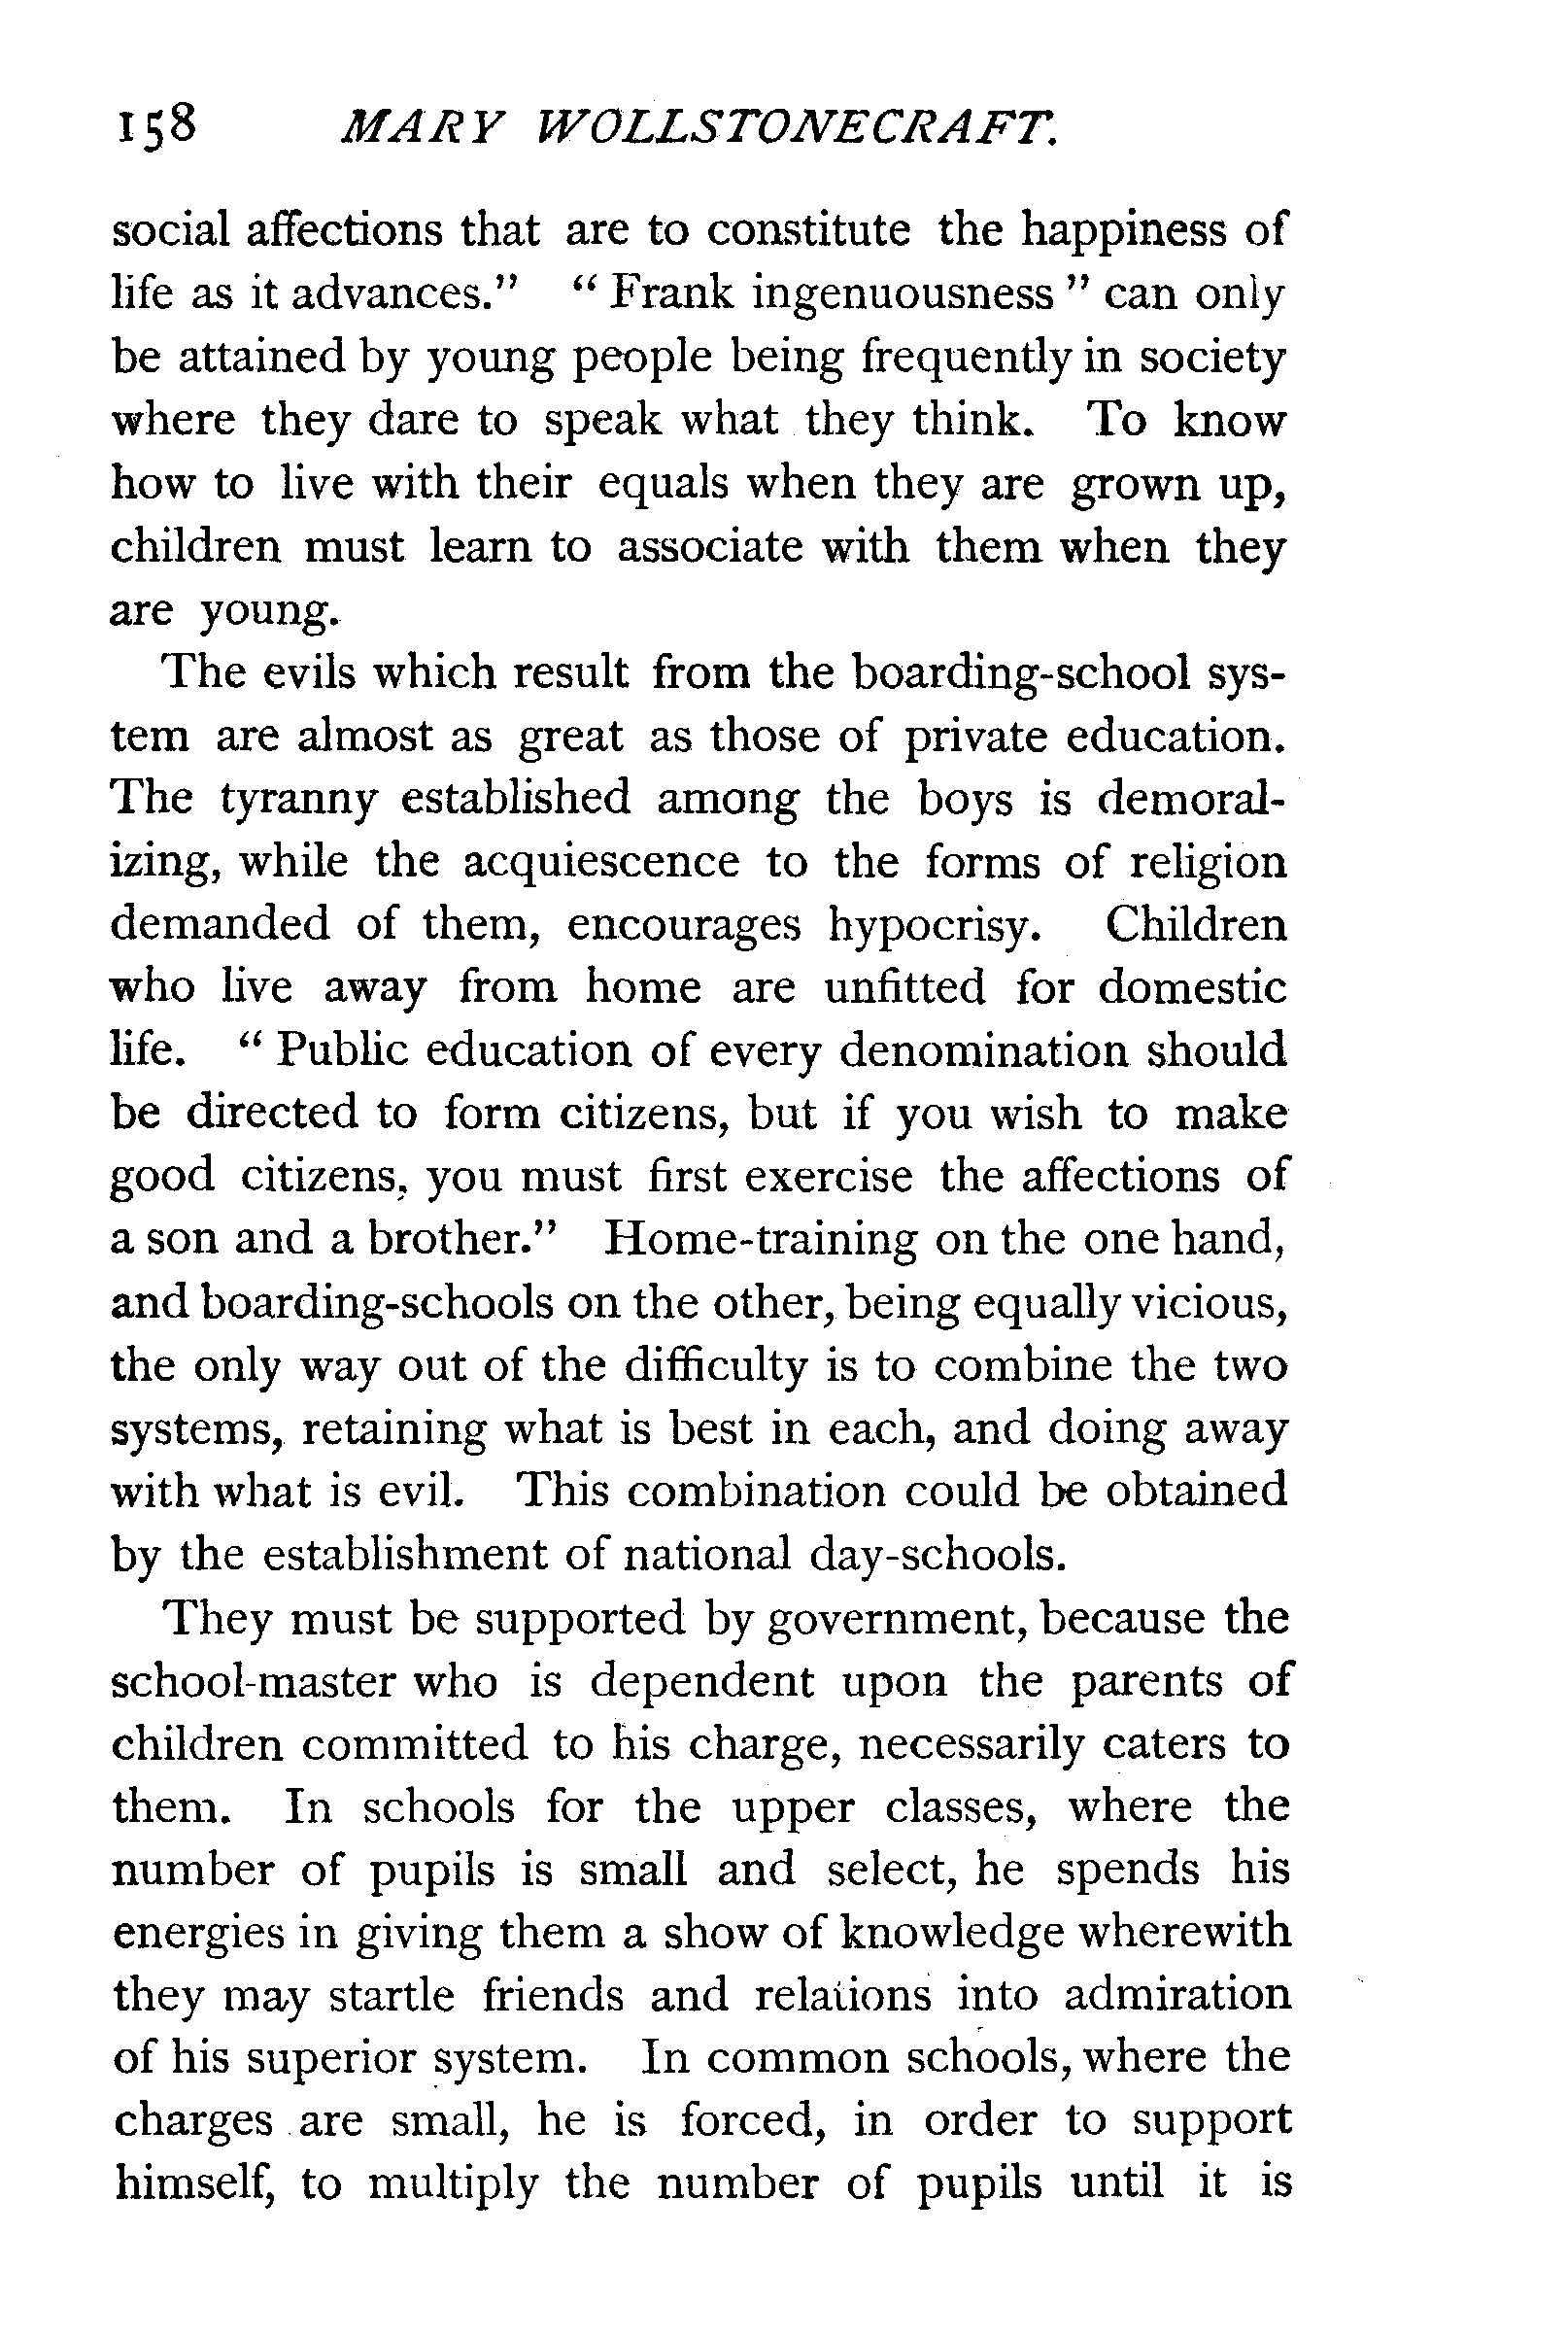 158 MARY WOLLSTONECRAFT.
social affections that are to constitute the happiness of
life as it advances.” “ Frank ingenuousness ” can only
be attained by young people being frequently in society
where they dare to speak what they think. To know
how to live with their equals when they are grown up,
children must learn to associate with them when they
are young.
The evils which result from the boarding-school sys-
tem are almost as great as those of private education.
The tyranny established among the boys is demoral-
izing, while the acquiescence to the forms of religion
demanded of them, encourages hypocrisy. Children
who live away from home are unfitted for domestic
life. “ Public education of every denomination should
be directed to form citizens, but if you wish to make
good citizens, you must first exercise the affections of
a son and a brother.” Home-training on the one hand,
and boarding-schools on the other, being equally vicious,
the only way out of the difficulty is to combine the two
systems, retaining what is best in each, and doing away
with what is evil. This combination could be obtained
by the establishment of national day-schools.
They must be supported by government, because the
school-master who is dependent upon the parents of
children committed to his charge, necessarily caters to
them. In schools for the upper classes, where the
number of pupils is small and select, he spends his
energies in giving them a show of knowledge wherewith
they may startle friends and relations into admiration
of his superior system. In common schools, where the
charges are small, he is forced, in order to support
himself, to multiply the number of pupils until it is